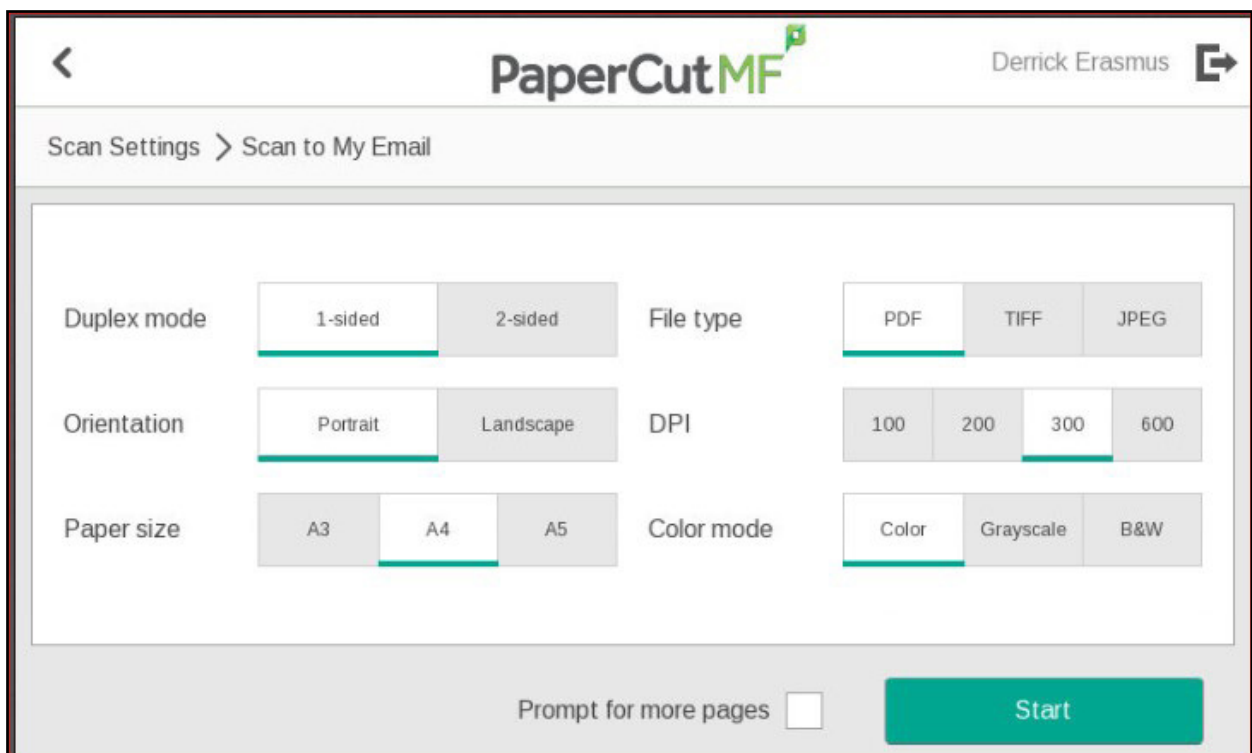 PaperCutMF
Derrick Erasmus
Scan Settings > Scan to My Email
Duplex mode 1-sided 2-sided File type PDF TIFF JPEG
Orientation Portrait Landscape DPI 100 200 300 600
Paper size A3 A4 A5 Color mode Color Grayscale B&W
Prompt for more pages Start